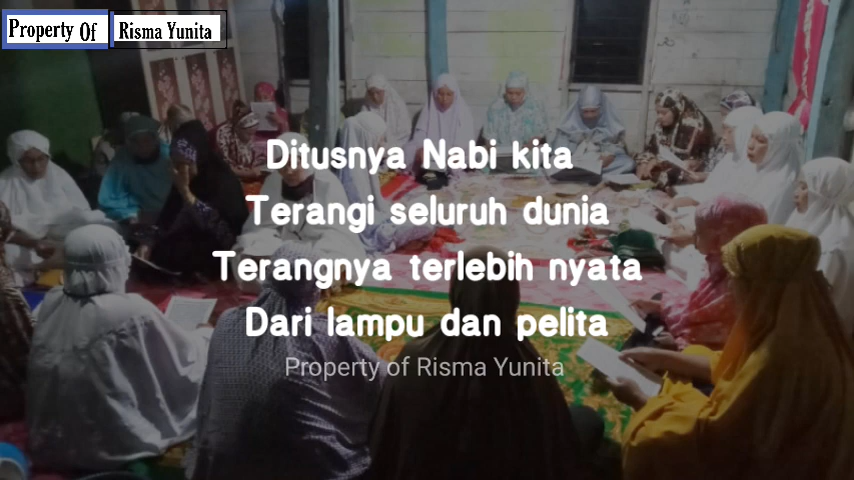 Property Of Risma Yunita
Ditusnya Nabi kita
Terangi seluruh dunia
Terangnya terlebih nyata
Dari lampu dan pelita
Property of Risma Yunita